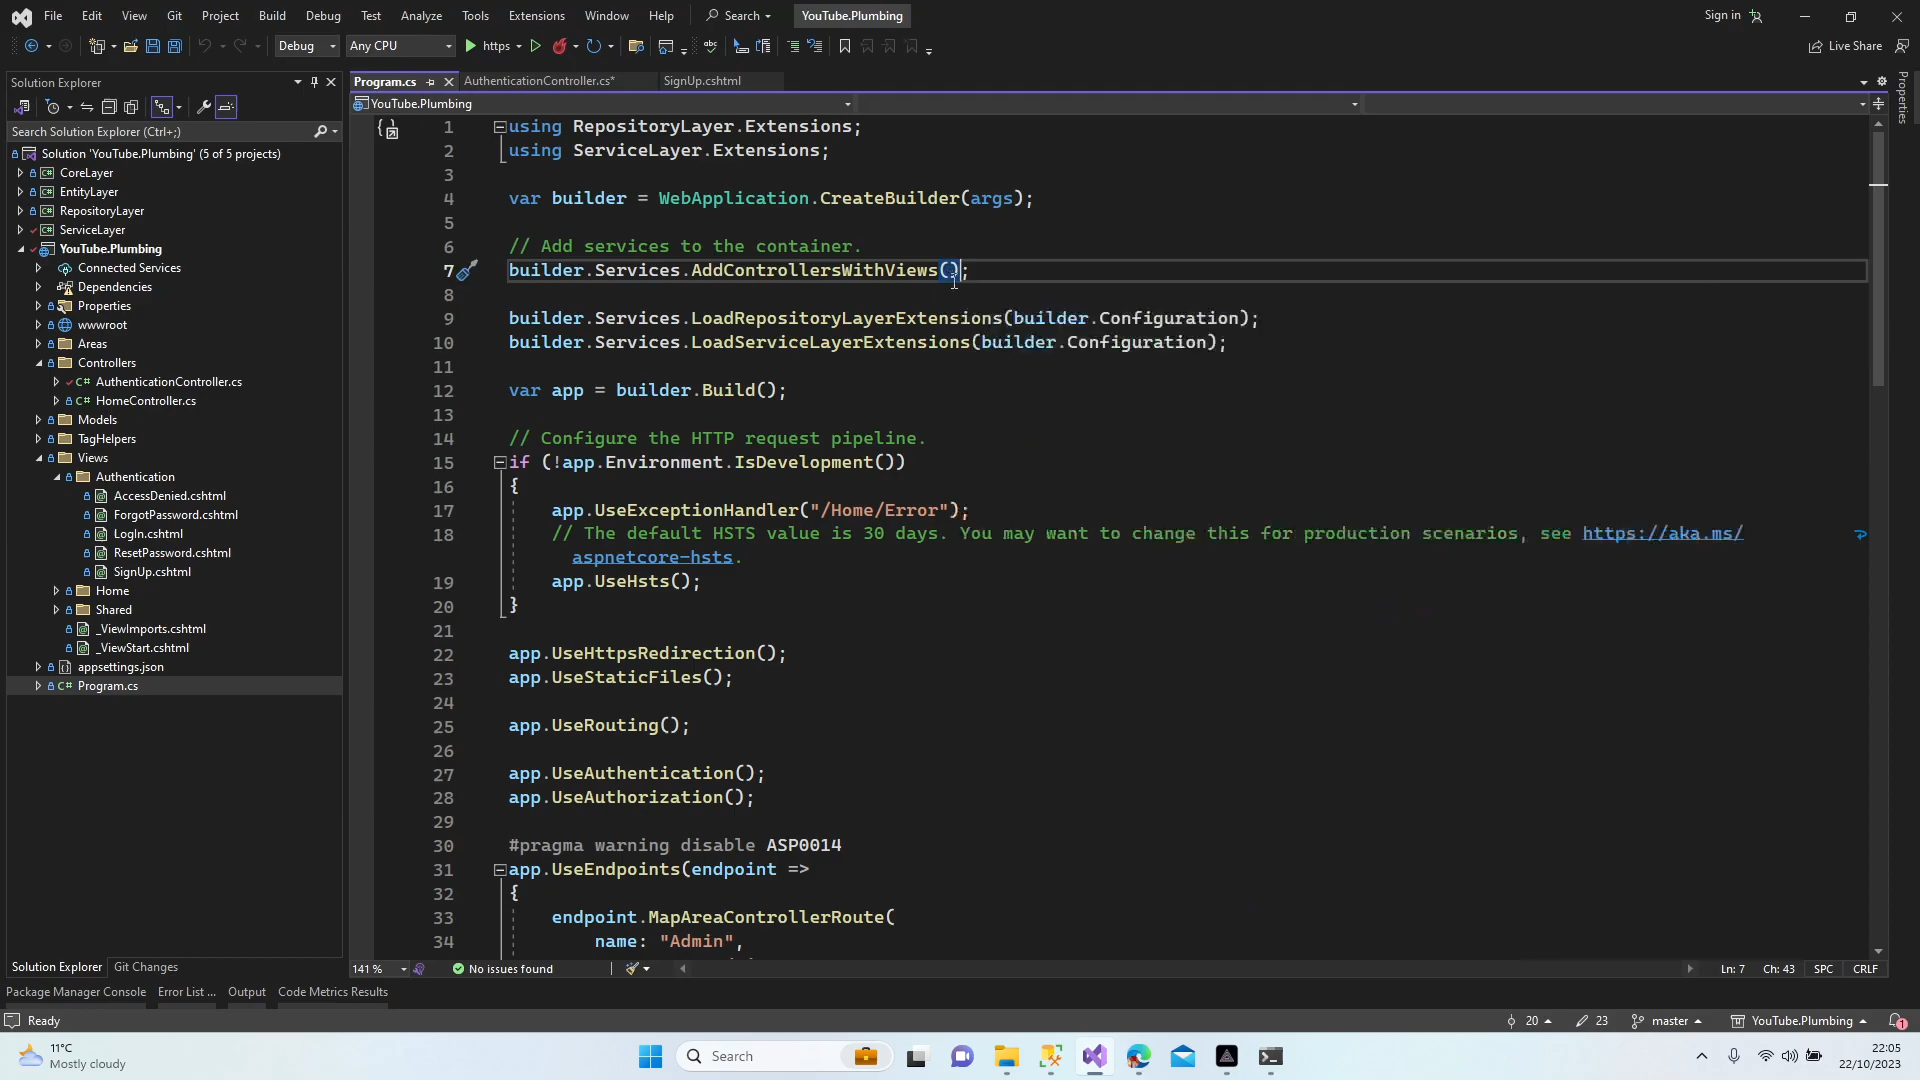 File Edit View Git Project Build Debug Test Analyze Tools Extensions Window Help Search YouTube.Plumbing Sign in
Debug Any CPU https Live Share
Solution Explorer
Search Solution Explorer (Ctrl+;)
Solution 'YouTube.Plumbing' (5 of 5 projects)
CoreLayer
EntityLayer
RepositoryLayer
ServiceLayer
YouTube.Plumbing
Connected Services
Dependencies
Properties
wwwroot
Areas
Controllers
AuthenticationController.cs
HomeController.cs
Models
TagHelpers
Views
Authentication
AccessDenied.cshtml
ForgotPassword.cshtml
LogIn.cshtml
ResetPassword.cshtml
SignUp.cshtml
Home
Shared
_ViewImports.cshtml
_ViewStart.cshtml
appsettings.json
Program.cs
Solution Explorer Git Changes
Program.cs AuthenticationController.cs* SignUp.cshtml
YouTube.Plumbing
Properties
1 using RepositoryLayer.Extensions;
2 using ServiceLayer.Extensions;
3
4 var builder = WebApplication.CreateBuilder(args);
5
6 // Add services to the container.
7 builder.Services.AddControllersWithViews();
8
9 builder.Services.LoadRepositoryLayerExtensions(builder.Configuration);
10 builder.Services.LoadServiceLayerExtensions(builder.Configuration);
11
12 var app = builder.Build();
13
14 // Configure the HTTP request pipeline.
15 if (!app.Environment.IsDevelopment())
16 {
17 app.UseExceptionHandler("/Home/Error");
18 // The default HSTS value is 30 days. You may want to change this for production scenarios, see https://aka.ms/
aspnetcore-hsts.
19 app.UseHsts();
20 }
21
22 app.UseHttpsRedirection();
23 app.UseStaticFiles();
24
25 app.UseRouting();
26
27 app.UseAuthentication();
28 app.UseAuthorization();
29
30 #pragma warning disable ASP0014
31 app.UseEndpoints(endpoint =>
32 {
33 endpoint.MapAreaControllerRoute(
34 name: "Admin",
141 % No issues found Ln: 7 Ch: 43 SPC CRLF
Package Manager Console Error List ... Output Code Metrics Results
Ready 20 23 master YouTube.Plumbing 1
11°C
Mostly cloudy
Search
22:05
22/10/2023